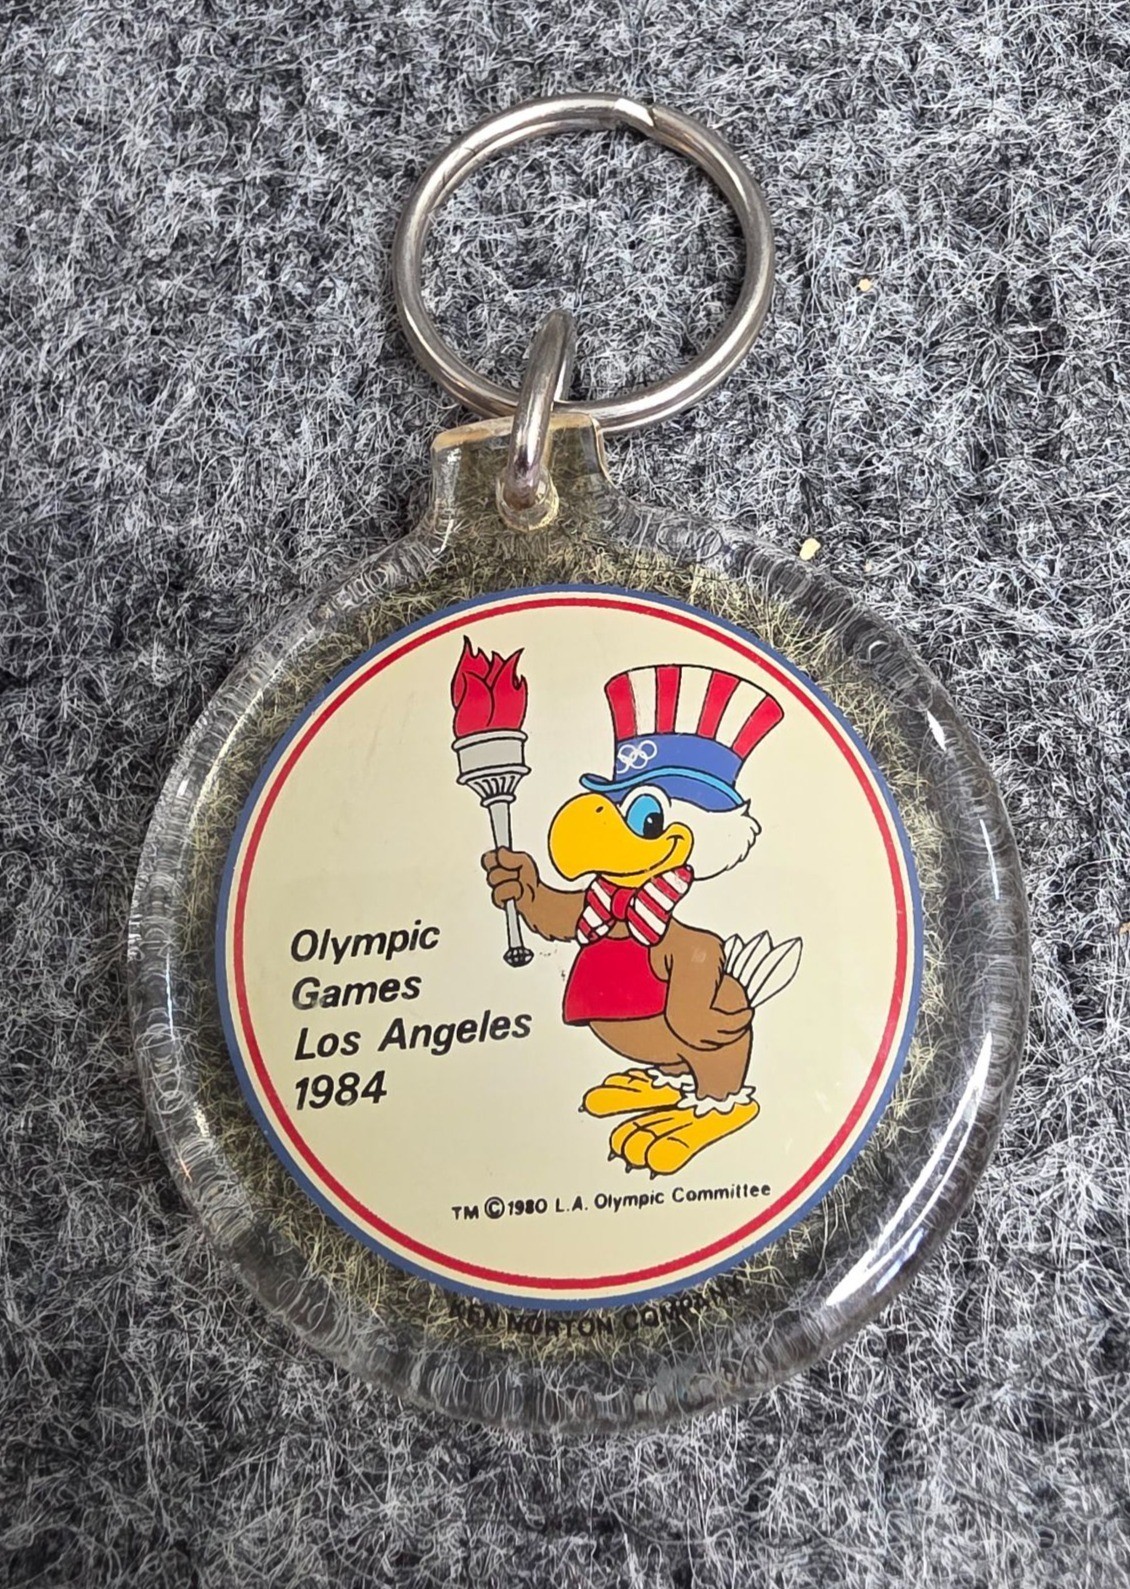 Olympic
Games
Los Angeles
1984
TM ©1980 L.A. Olympic Committee
KEN NORTON COMPANY